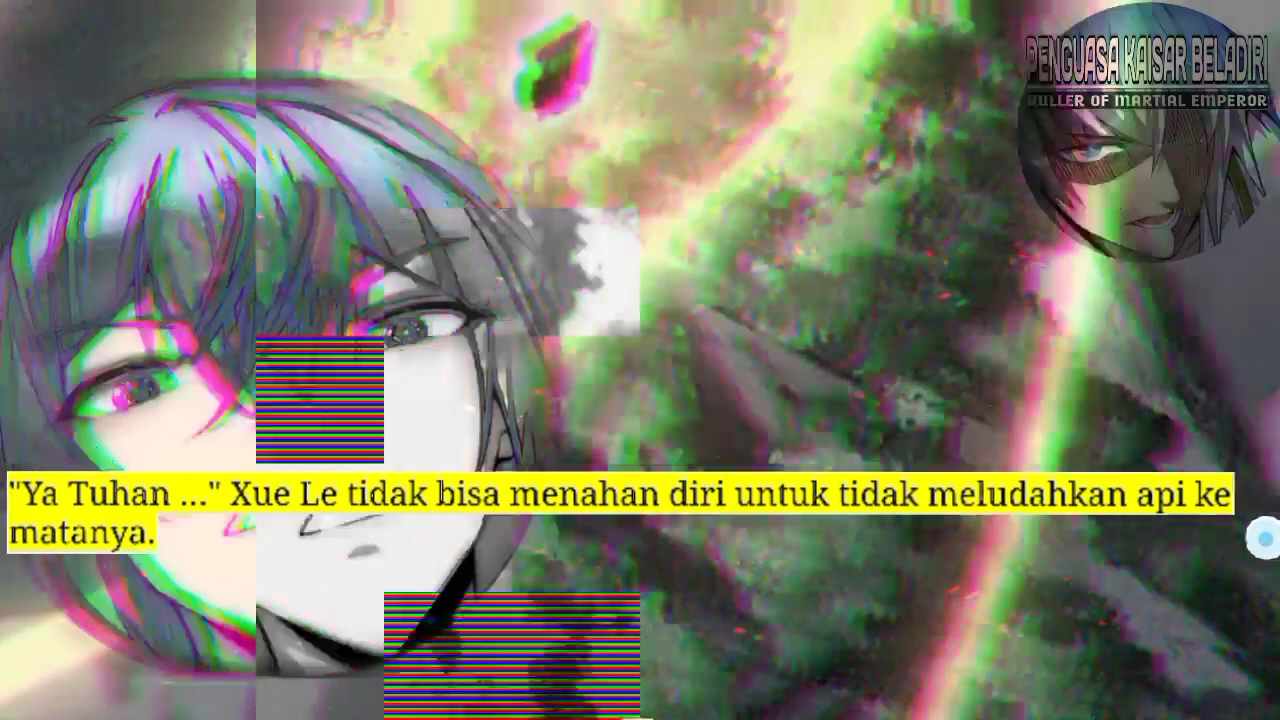 PENGUASA KAISAR BELADIRI
RULLER OF MARTIAL EMPEROR
"Ya Tuhan ..." Xue Le tidak bisa menahan diri untuk tidak meludahkan api ke
matanya.